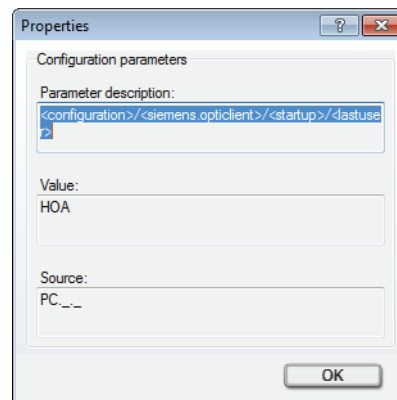 Properties
?
Configuration parameters
Parameter description:
<configuration>/<siemens.opticlient>/<startup>/<lastuse
r>
Value:
HOA
Source:
PC._._
OK